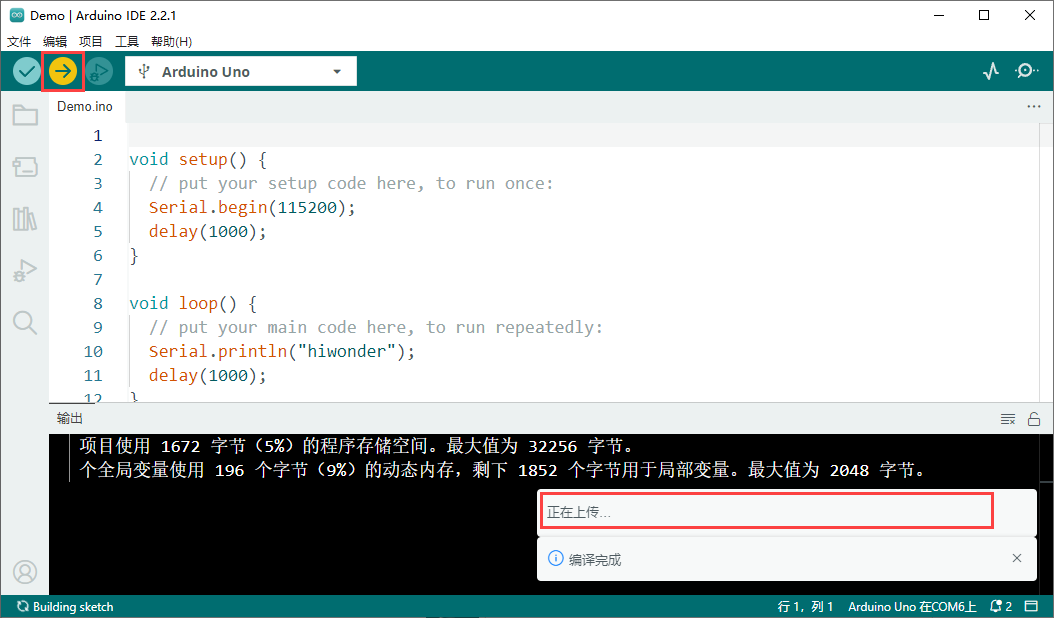 Demo | Arduino IDE 2.2.1
文件 编辑 项目 工具 帮助(H)
Arduino Uno
Demo.ino
1
2 void setup() {
3 // put your setup code here, to run once:
4 Serial.begin(115200);
5 delay(1000);
6 }
7
8 void loop() {
9 // put your main code here, to run repeatedly:
10 Serial.println("hiwonder");
11 delay(1000);
12 }
输出
项目使用 1672 字节（5%）的程序存储空间。最大值为 32256 字节。
个全局变量使用 196 个字节（9%）的动态内存，剩下 1852 个字节用于局部变量。最大值为 2048 字节。
正在上传...
编译完成
Building sketch 行 1，列 1 Arduino Uno 在COM6上 2